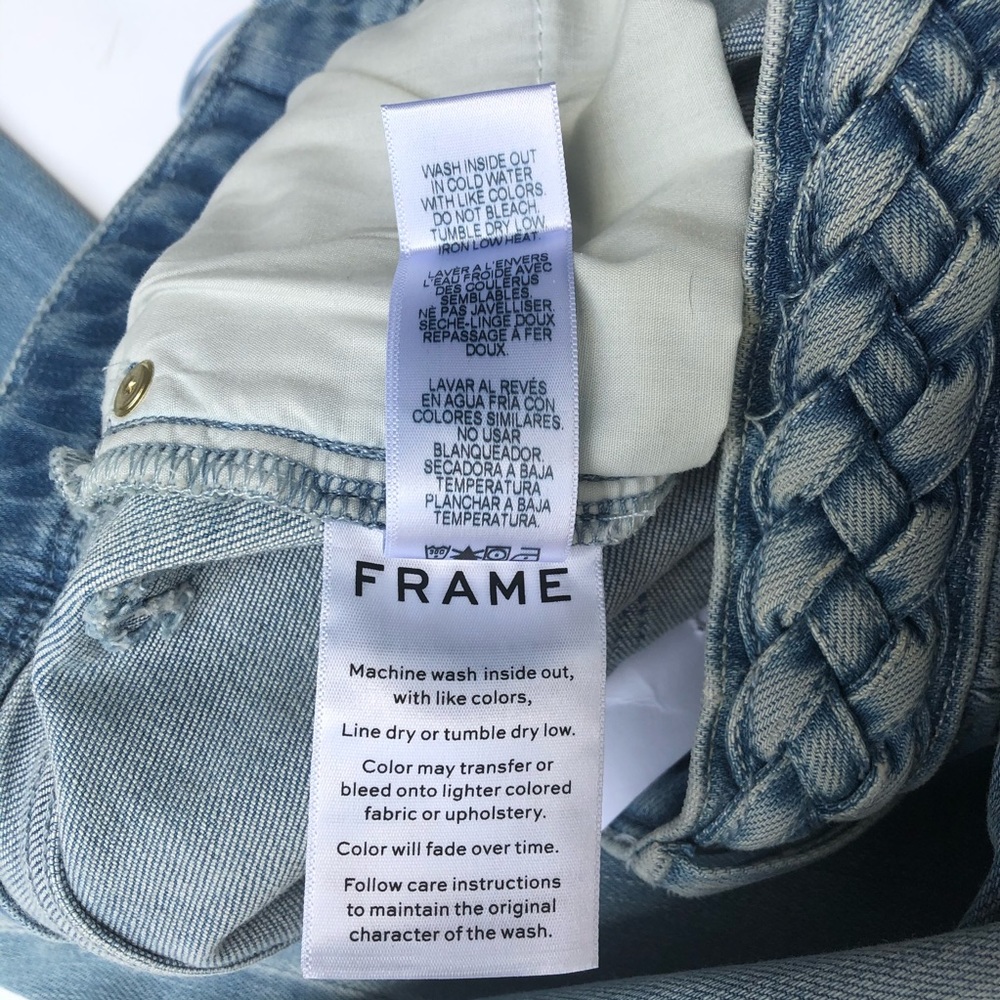 WASH INSIDE OUT
IN COLD WATER
WITH LIKE COLORS.
DO NOT BLEACH.
TUMBLE DRY LOW.
IRON LOW HEAT.
LAVER A L'ENVERS
L'EAU FROIDE AVEC
DES COULERUS
SEMBLABLES.
NE PAS JAVELLISER.
SECHE-LINGE DOUX
REPASSAGE A FER
DOUX.
LAVAR AL REVÉS
EN AGUA FRIA CON
COLORES SIMILARES.
NO USAR
BLANQUEADOR.
SECADORA A BAJA
TEMPERATURA
PLANCHAR A BAJA
TEMPERATURA.
FRAME
Machine wash inside out,
with like colors,
Line dry or tumble dry low.
Color may transfer or
bleed onto lighter colored
fabric or upholstery.
Color will fade over time.
Follow care instructions
to maintain the original
character of the wash.